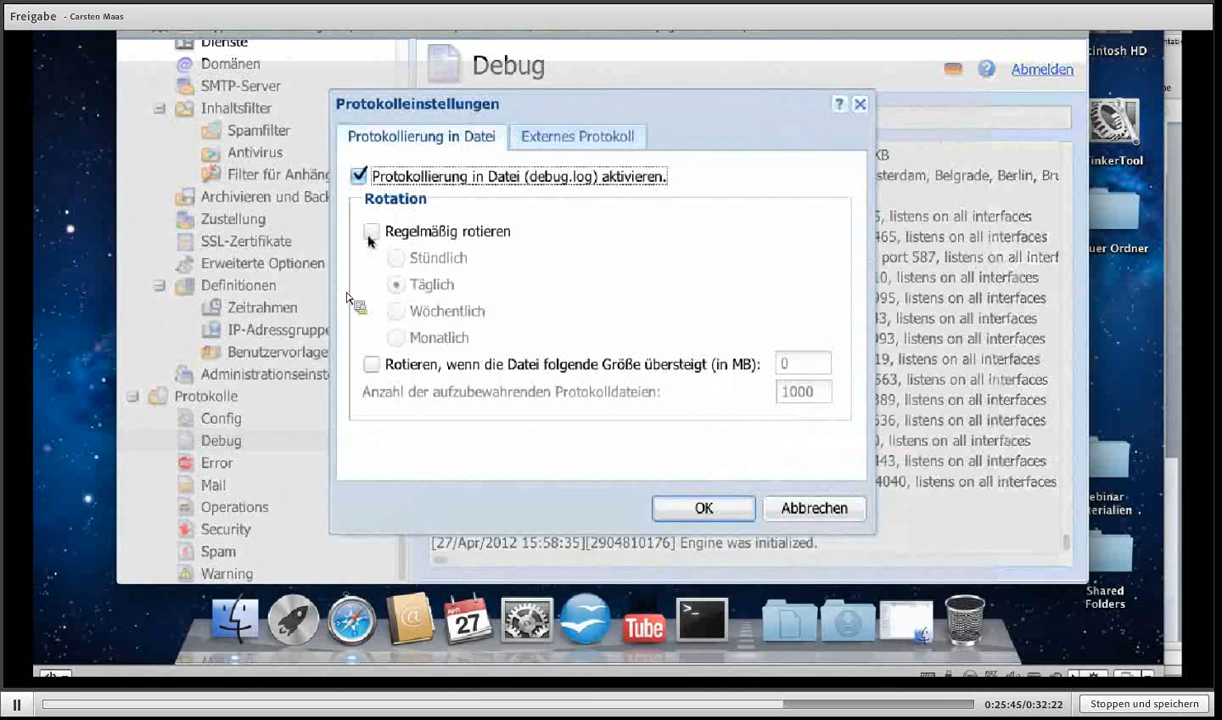 Freigabe - Carsten Maas
Dienste
Domänen
SMTP-Server
Inhaltsfilter
Spamfilter
Antivirus
Filter für Anhäng
Archivieren und Back
Zustellung
SSL-Zertifikate
Erweiterte Optionen
Definitionen
Zeitrahmen
IP-Adressgruppe
Benutzervorlage
Administrationseinst
Protokolle
Config
Debug
Error
Mail
Operations
Security
Spam
Warning
Debug
Abmelden
Protokolleinstellungen
Protokollierung in Datei
Externes Protokoll
Protokollierung in Datei (debug.log) aktivieren.
Rotation
Regelmäßig rotieren
Stündlich
Täglich
Wöchentlich
Monatlich
Rotieren, wenn die Datei folgende Größe übersteigt (in MB): 0
Anzahl der aufzubewahrenden Protokolldateien: 1000
OK
Abbrechen
KB
sterdam, Belgrade, Berlin, Bru
5, listens on all interfaces
465, listens on all interfaces
port 587, listens on all interf
10, listens on all interfaces
995, listens on all interfaces
43, listens on all interfaces
993, listens on all interfaces
19, listens on all interfaces
563, listens on all interfaces
389, listens on all interfaces
636, listens on all interfaces
0, listens on all interfaces
443, listens on all interfaces
4040, listens on all interfaces
[27/Apr/2012 15:58:35][2904810176] Engine was initialized.
cintosh HD
inkerTool
uer Ordner
ebinar-
terialien
Shared
Folders
APR
27
Tube
0:25:45/0:32:22
Stoppen und speichern